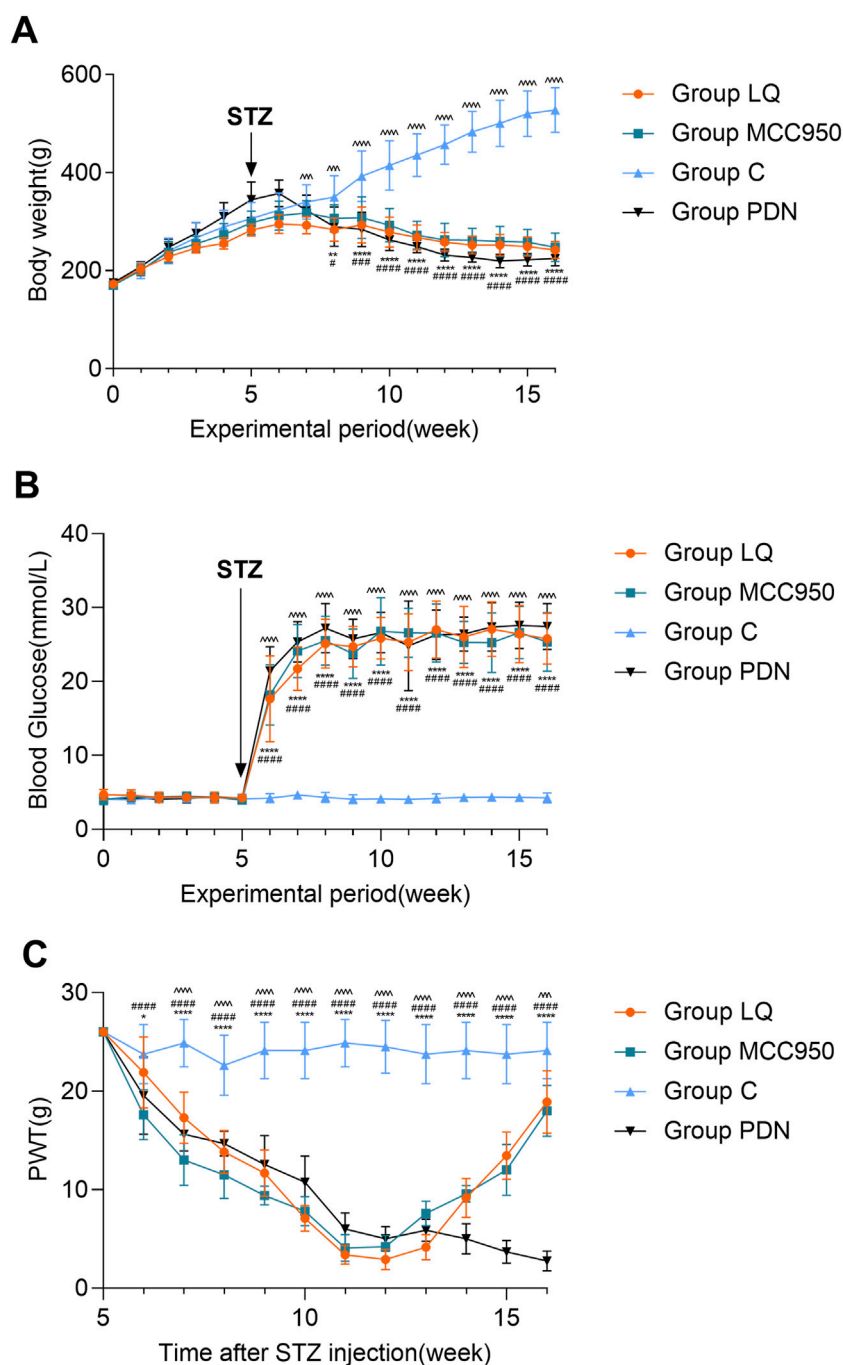 A
600
400
200
0
STZ
^^^ ^^^ ^^^^ ^^^^ ^^^^ ^^^^ ^^^^ ^^^^ ^^^^ ^^^^
** **** **** **** **** **** **** **** ****
# ### #### #### #### #### #### #### ####
0 5 10 15
Body weight(g)
Experimental period(week)
Group LQ
Group MCC950
Group C
Group PDN
B
40
30
20
10
0
STZ
^^^^ ^^^^ ^^^^ ^^^^ ^^^^ ^^^^ ^^^^ ^^^^ ^^^^ ^^^^ ^^^^
**** **** **** **** **** **** **** **** **** **** ****
#### #### #### #### #### #### #### #### #### #### ####
0 5 10 15
Blood Glucose(mmol/L)
Experimental period(week)
Group LQ
Group MCC950
Group C
Group PDN
C
30
20
10
0
^^^^ ^^^^ ^^^^ ^^^^ ^^^^ ^^^^ ^^^^ ^^^^ ^^^^ ^^^
#### #### #### #### #### #### #### #### #### #### ####
* **** **** **** **** **** **** **** **** **** ****
5 10 15
PWT(g)
Time after STZ injection(week)
Group LQ
Group MCC950
Group C
Group PDN